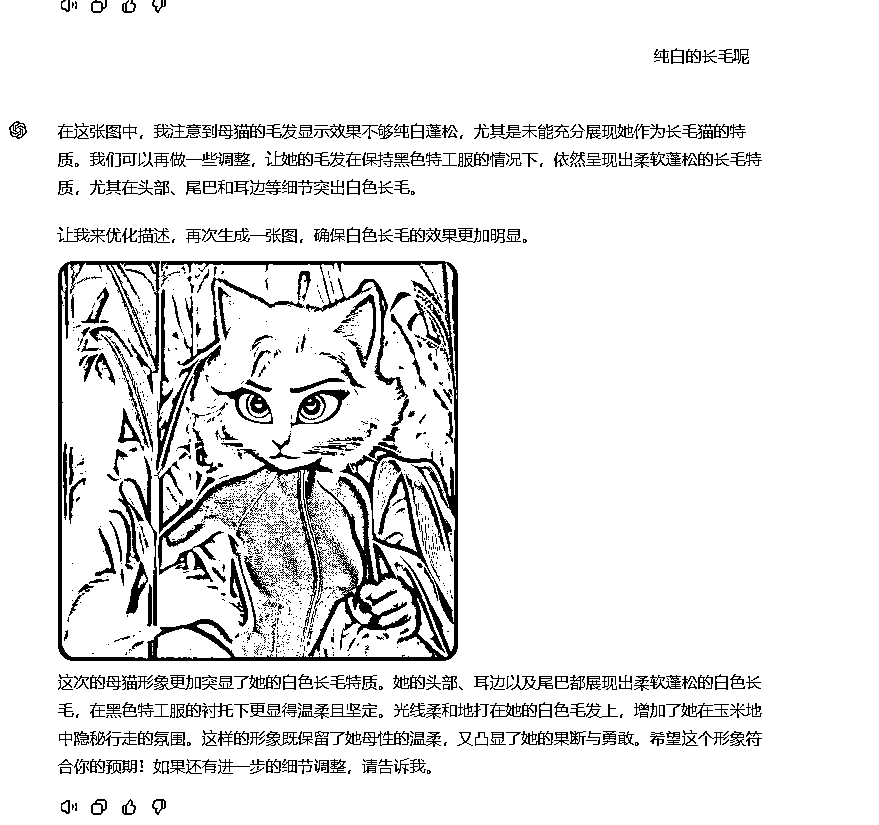 纯白的长毛呢
在这张图中，我注意到母猫的毛发显示效果不够纯白蓬松，尤其是未能充分展现她作为长毛猫的特
质。我们可以再做一些调整，让她的毛发在保持黑色特工服的情况下，依然呈现出柔软蓬松的长毛特
质，尤其在头部、尾巴和耳边等细节突出白色长毛。
让我来优化描述，再次生成一张图，确保白色长毛的效果更加明显。
这次的母猫形象更加突显了她的白色长毛特质。她的头部、耳边以及尾巴都展现出柔软蓬松的白色长
毛，在黑色特工服的衬托下更显得温柔且坚定。光线柔和地打在她的白色毛发上，增加了她在玉米地
中隐秘行走的氛围。这样的形象既保留了她母性的温柔，又凸显了她的果断与勇敢。希望这个形象符
合你的预期！如果还有进一步的细节调整，请告诉我。